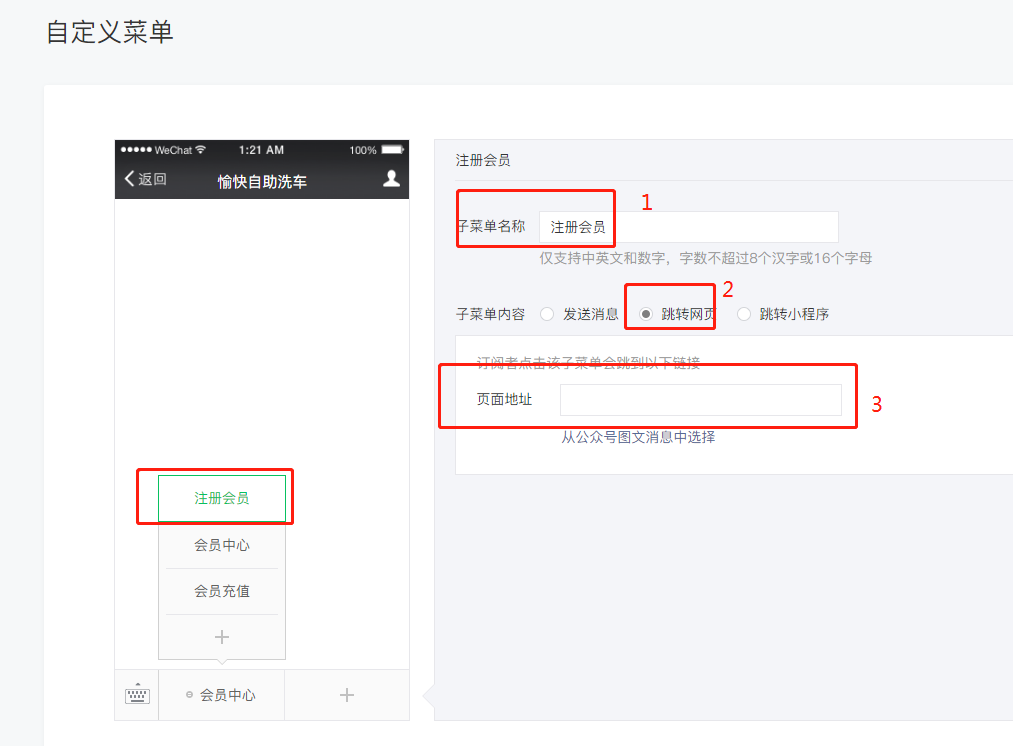 自定义菜单
WeChat 1:21 AM 100%
返回 愉快自助洗车
注册会员
会员中心
会员充值
会员中心
注册会员
子菜单名称 注册会员 1
仅支持中英文和数字，字数不超过8个汉字或16个字母
子菜单内容 发送消息 跳转网页 跳转小程序 2
订阅者点击该子菜单会跳到以下链接
页面地址 3
从公众号图文消息中选择